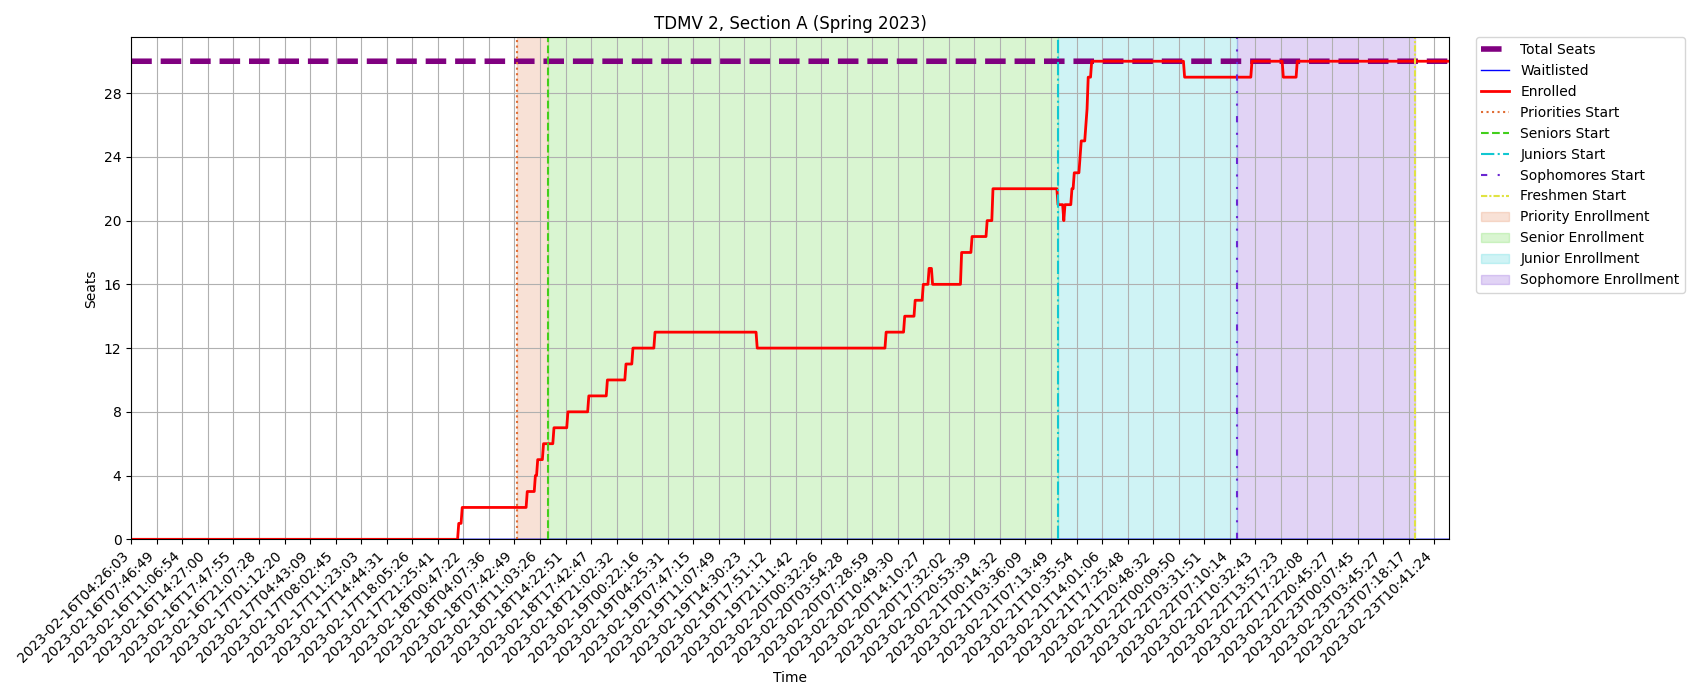 TDMV 2, Section A (Spring 2023)
Seats
28
24
20
16
12
8
4
0
2023-02-16T04:26:03
2023-02-16T07:46:49
2023-02-16T11:06:54
2023-02-16T14:27:00
2023-02-16T17:47:55
2023-02-16T21:07:28
2023-02-17T01:12:20
2023-02-17T04:43:09
2023-02-17T08:02:45
2023-02-17T11:23:03
2023-02-17T14:44:31
2023-02-17T18:05:26
2023-02-17T21:25:41
2023-02-18T00:47:22
2023-02-18T04:07:36
2023-02-18T07:42:49
2023-02-18T11:03:26
2023-02-18T14:22:51
2023-02-18T17:42:47
2023-02-18T21:02:32
2023-02-19T00:22:16
2023-02-19T04:25:31
2023-02-19T07:47:15
2023-02-19T11:07:49
2023-02-19T14:30:23
2023-02-19T17:51:12
2023-02-19T21:11:42
2023-02-20T00:32:26
2023-02-20T03:54:28
2023-02-20T07:28:59
2023-02-20T10:49:30
2023-02-20T14:10:27
2023-02-20T17:32:02
2023-02-20T20:53:39
2023-02-21T00:14:32
2023-02-21T03:36:09
2023-02-21T07:13:49
2023-02-21T10:35:54
2023-02-21T14:01:06
2023-02-21T17:25:48
2023-02-21T20:48:32
2023-02-22T00:09:50
2023-02-22T03:31:51
2023-02-22T07:10:14
2023-02-22T10:32:43
2023-02-22T13:57:23
2023-02-22T17:22:08
2023-02-22T20:45:27
2023-02-23T00:07:45
2023-02-23T03:45:27
2023-02-23T07:18:17
2023-02-23T10:41:24
Time
Total Seats
Waitlisted
Enrolled
Priorities Start
Seniors Start
Juniors Start
Sophomores Start
Freshmen Start
Priority Enrollment
Senior Enrollment
Junior Enrollment
Sophomore Enrollment